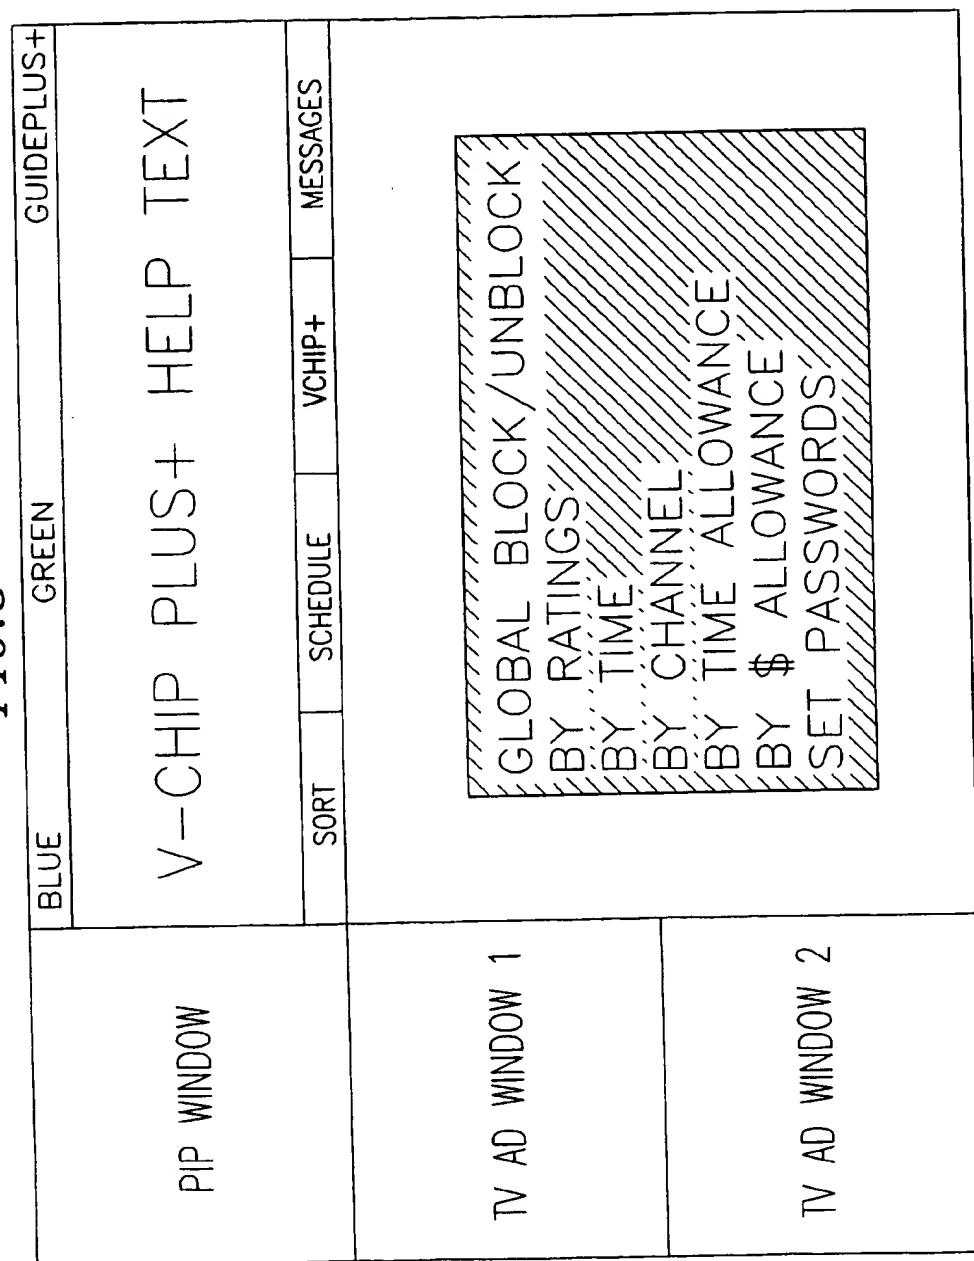 BLUE GREEN GUIDEPLUS+
PIP WINDOW
V-CHIP PLUS+ HELP TEXT
SORT SCHEDULE VCHIP+ MESSAGES
TV AD WINDOW 1
TV AD WINDOW 2
GLOBAL BLOCK/UNBLOCK
BY RATINGS
BY TIME
BY CHANNEL
BY TIME ALLOWANCE
BY $ ALLOWANCE
SET PASSWORDS